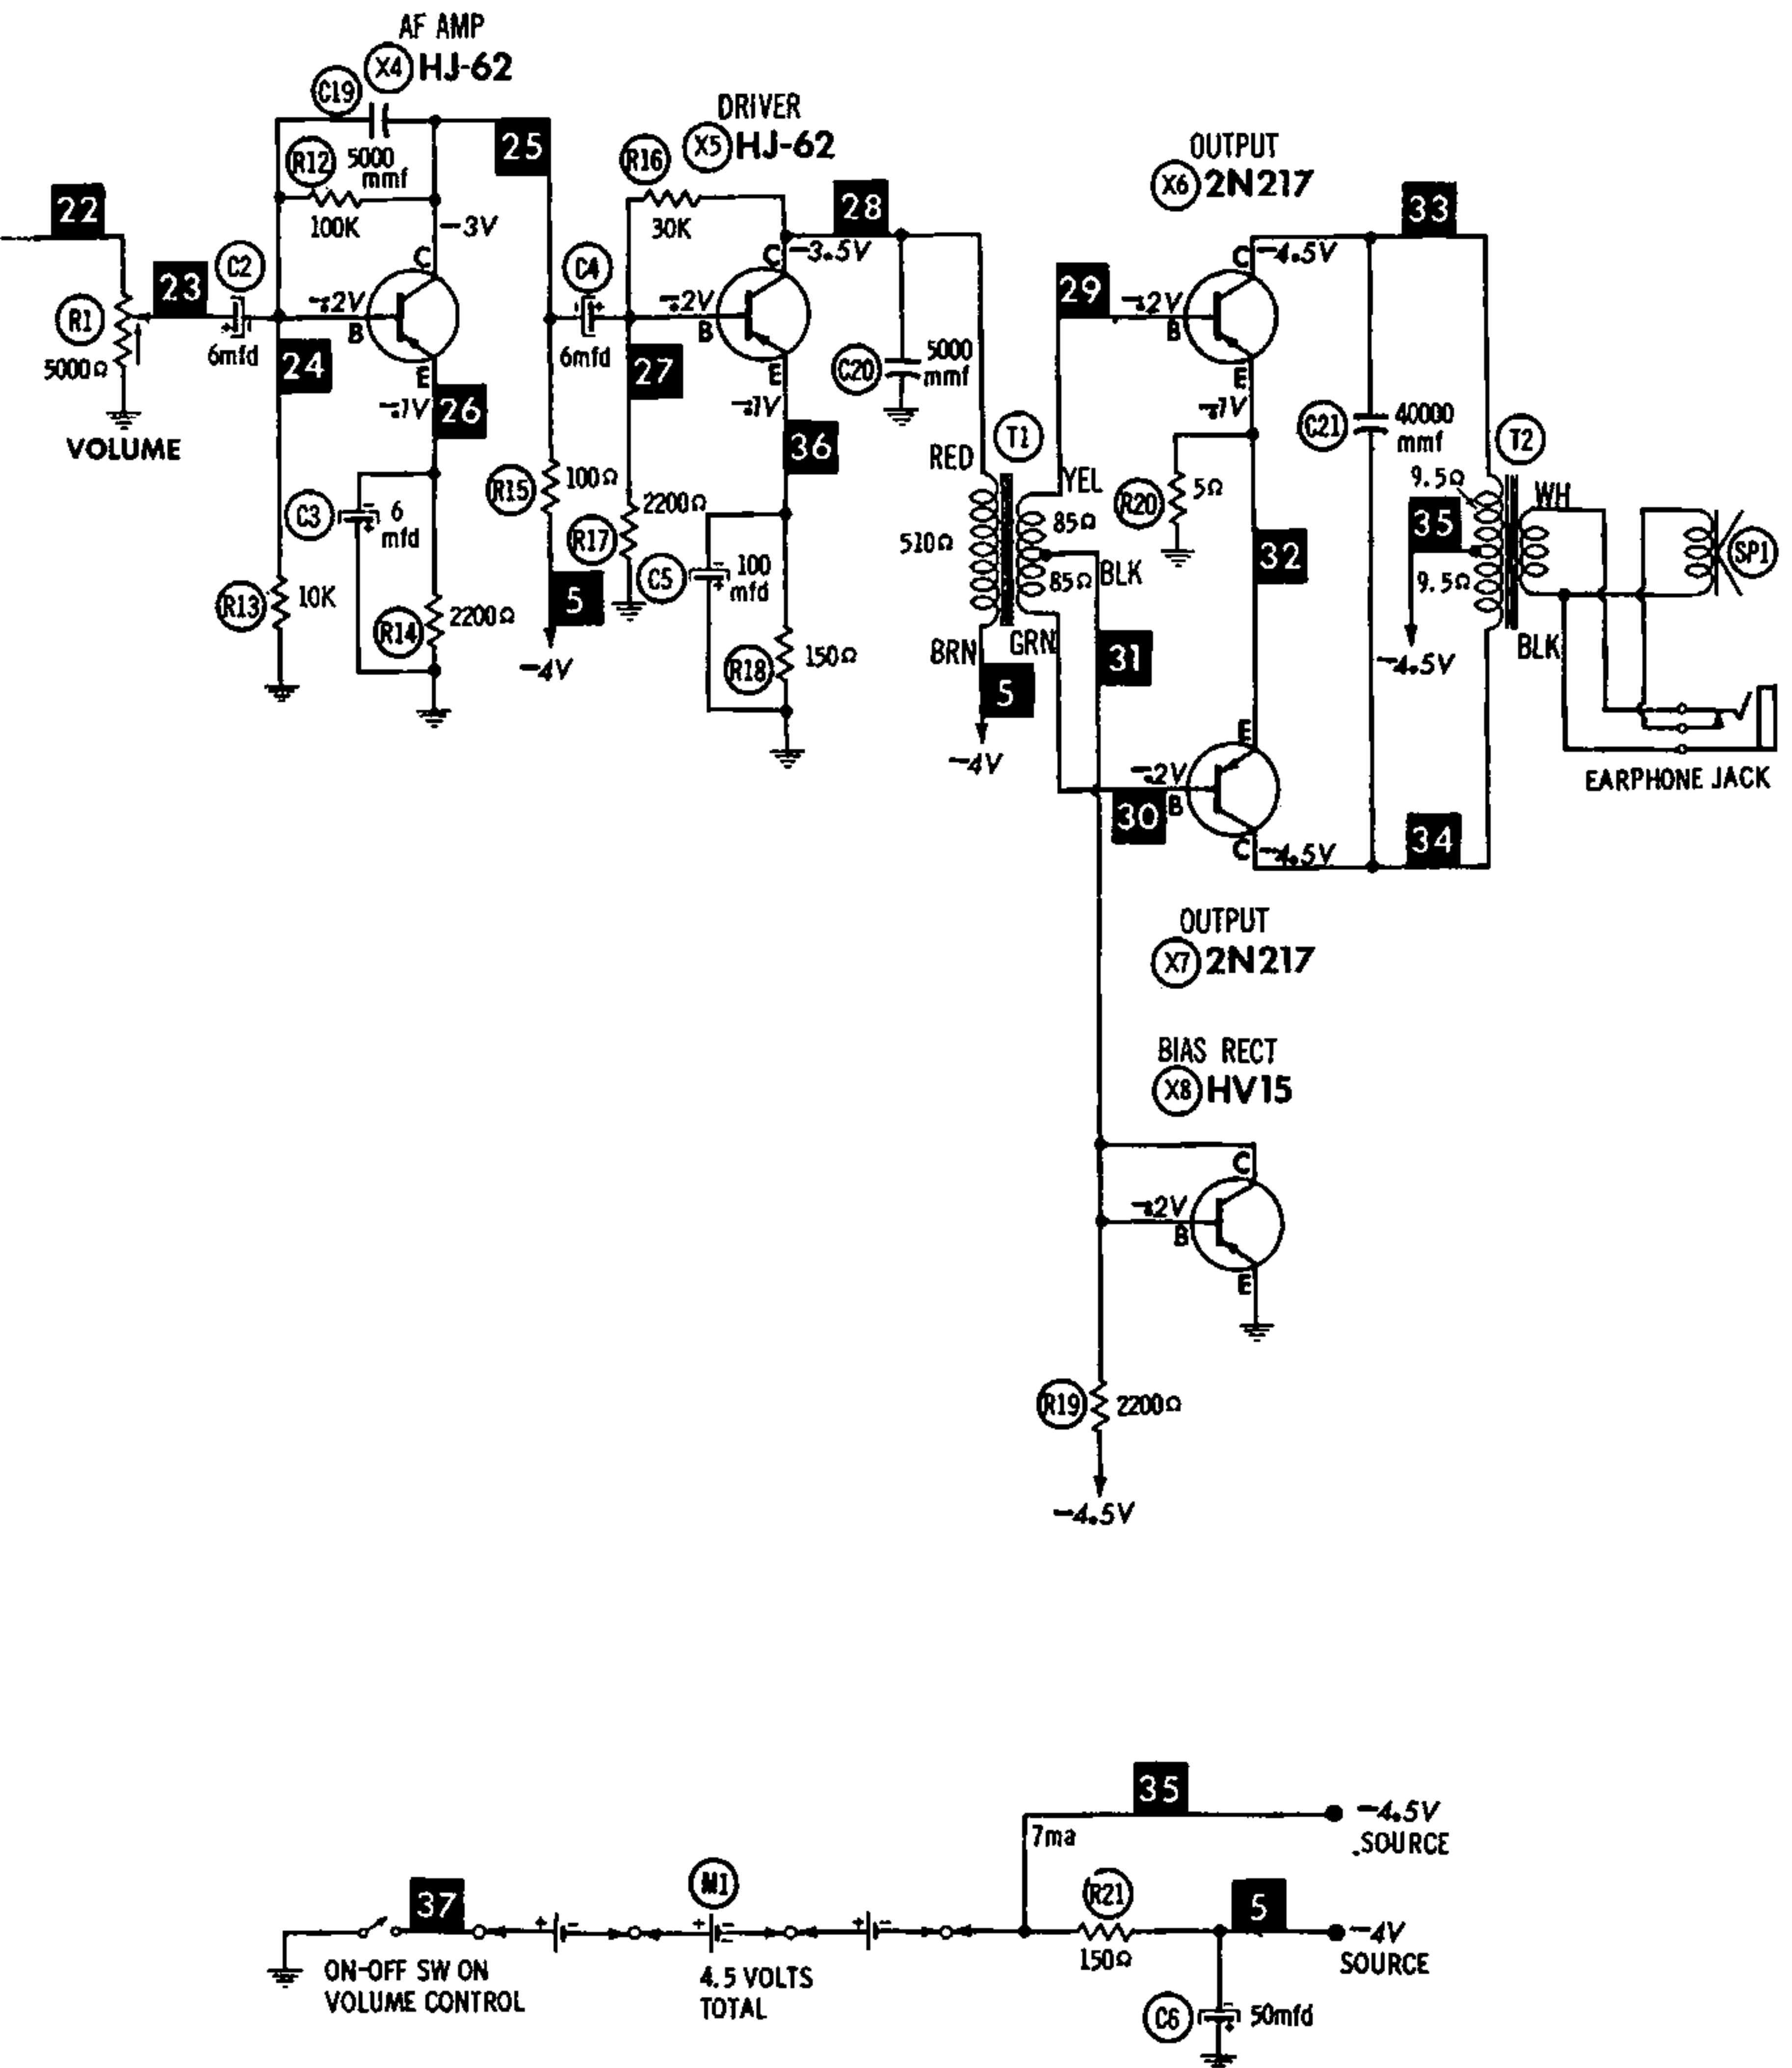 AF AMP
X4 HJ-62
C19
5000
mmf
R12
100K
-3V
25
22
23
C2
6mfd
R1
5000Ω
VOLUME
24
-.2V
B
C
E
-.1V
26
C3
6
mfd
R13
10K
R14
2200Ω
DRIVER
X5 HJ-62
R16
30K
28
C
-3.5V
C4
6mfd
-.2V
B
E
-.1V
27
36
R15
100Ω
5
-4V
R17
2200Ω
C5
100
mfd
R18
150Ω
C20
5000
mmf
T1
RED
510Ω
BRN
5
-4V
YEL
85Ω
85Ω
BLK
GRN
31
OUTPUT
X6 2N217
29
-.2V
B
C
-4.5V
E
-.1V
R20
5Ω
32
33
C21
40000
mmf
T2
9.5Ω
35
9.5Ω
-4.5V
WH
BLK
SP1
EARPHONE JACK
E
-.2V
30
B
C
-4.5V
34
OUTPUT
X7 2N217
BIAS RECT
X8 HV15
C
-.2V
B
E
R19
2200Ω
-4.5V
35
7ma
-4.5V
SOURCE
37
ON-OFF SW ON
VOLUME CONTROL
M1
+ -
+ -
+ -
4.5 VOLTS
TOTAL
R21
150Ω
5
-4V
SOURCE
C6
50mfd